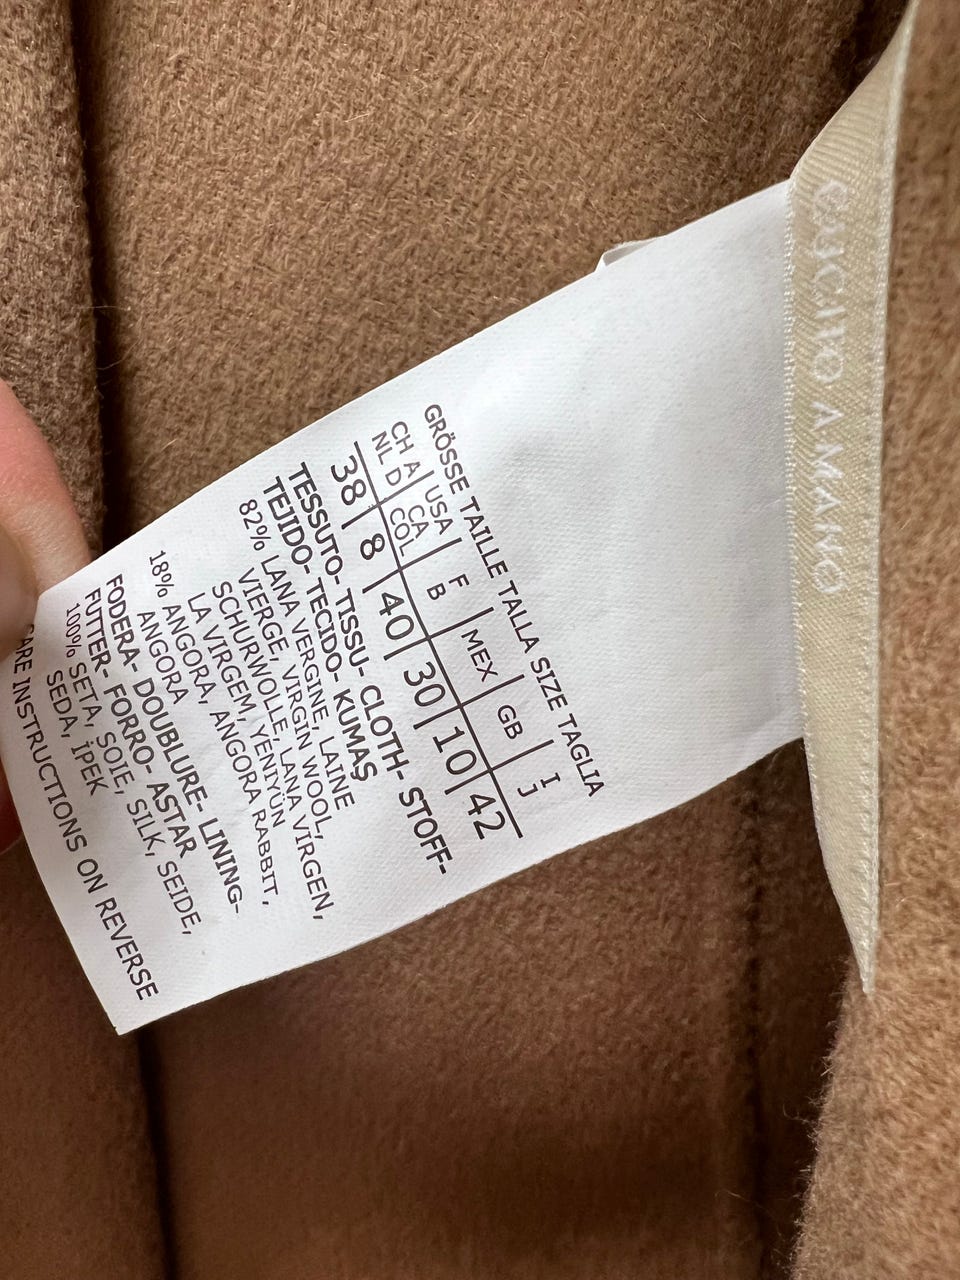 CUCITO A MANO
GRÖSSE TAILLE TALLA SIZE TAGLIA
CH A | USA | F | MEX | GB | I
NL D | CA | B | J
COL
38 | 8 | 40 | 30 | 10 | 42
TESSUTO- TISSU- CLOTH- STOFF-
TEJIDO- TECIDO- KUMAŞ
82% LANA VERGINE, LAINE
VIERGE, VIRGIN WOOL,
SCHURWOLLE, LANA VIRGEN,
LA VIRGEM, YENİYÜN
18% ANGORA, ANGORA RABBIT ,
ANGORA
FODERA- DOUBLURE- LINING-
FUTTER- FORRO- ASTAR
100% SETA, SOIE, SILK, SEIDE,
SEDA, İPEK
CARE INSTRUCTIONS ON REVERSE